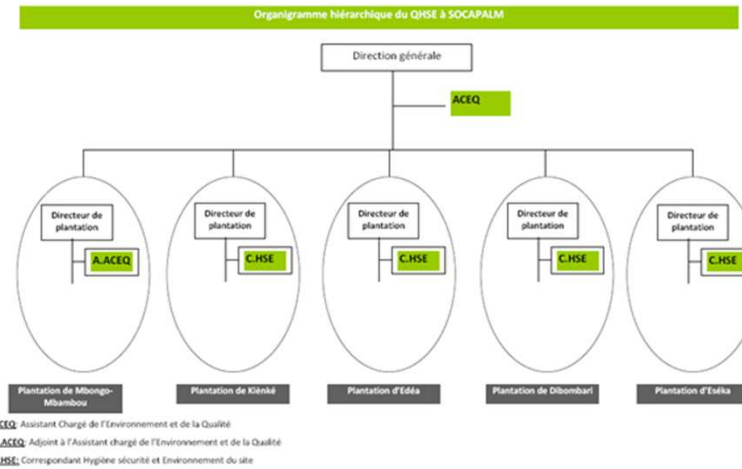 Organigramme hiérarchique du QHSE à SOCAPALM
Direction générale
ACEQ
Directeur de
plantation
A.ACEQ
Directeur de
plantation
C.HSE
Directeur de
plantation
C.HSE
Directeur de
plantation
C.HSE
Directeur de
plantation
C.HSE
Plantation de Mbongo-
Mbambou
Plantation de Kiènké
Plantation d'Edéa
Plantation de Dibombari
Plantation d'Eséka
CEQ: Assistant Chargé de l'Environnement et de la Qualité
.ACEQ: Adjoint à l'Assistant chargé de l'Environnement et de la Qualité
.HSE: Correspondant Hygiène sécurité et Environnement du site